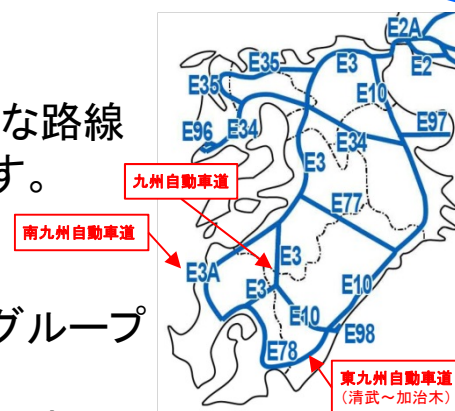 な路線
す。
グループ
九州自動車道
南九州自動車道
東九州自動車道
(清武～加治木)
E2A
E2
E3
E35
E35
E10
E96
E34
E34
E97
E3
E77
E3
E3A
E3
E10
E10
E98
E78